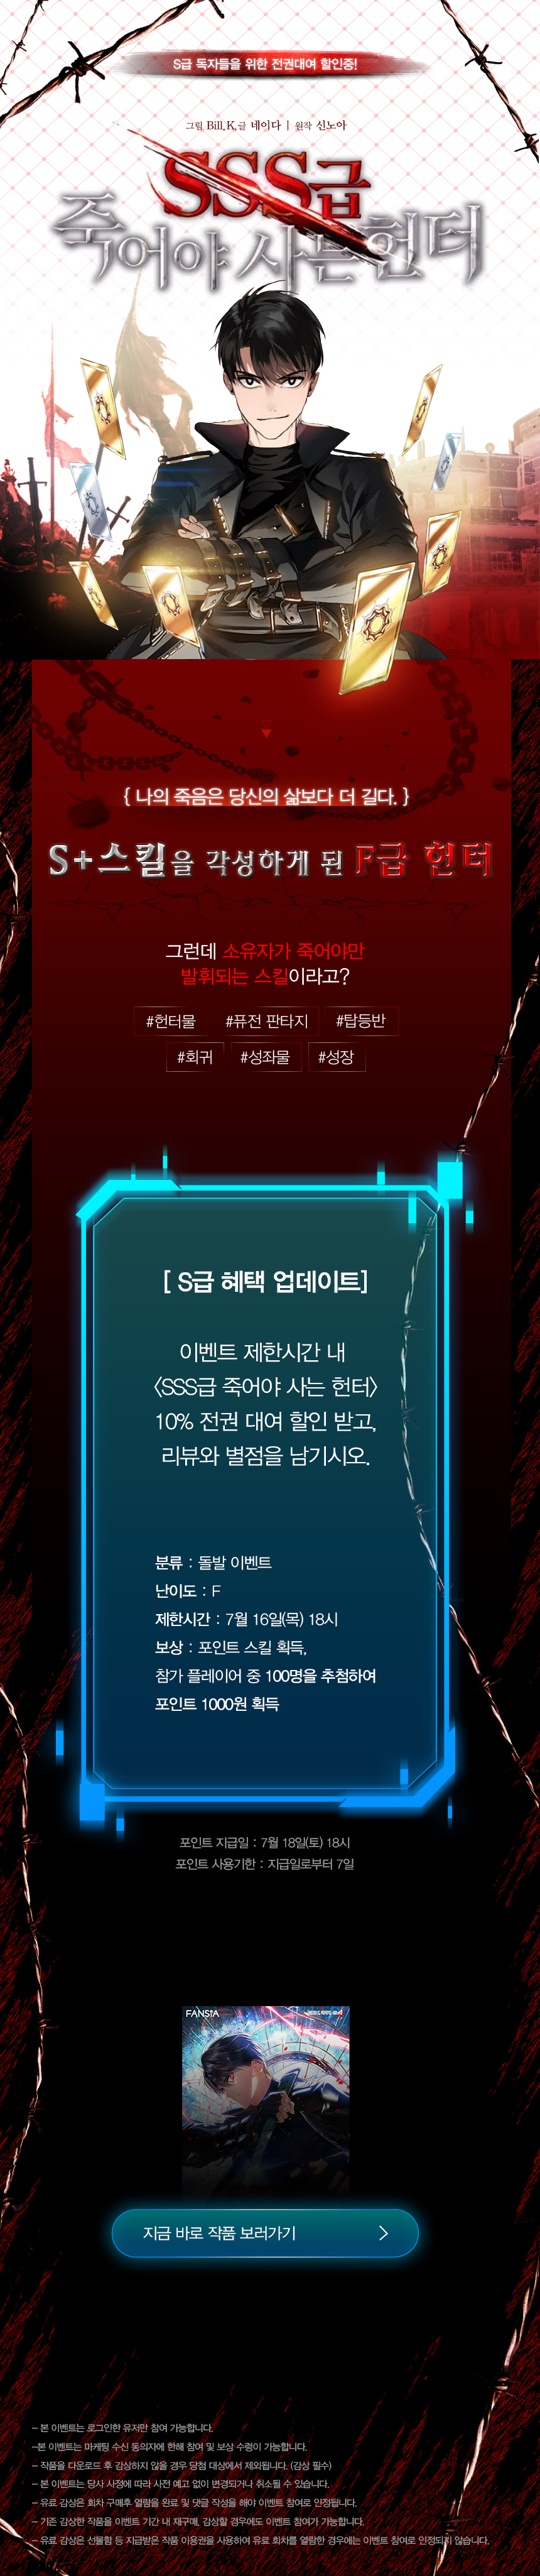 S급 독자들을 위한 전권대여 할인중!
그림 Bill.K. 글 네이다 | 원작 신노아
SSS급
죽어야 사는 헌터
{ 나의 죽음은 당신의 삶보다 더 길다. }
S+스킬을 각성하게 된 F급 헌터
그런데 소유자가 죽어야만
발휘되는 스킬이라고?
#헌터물 #퓨전 판타지 #탑등반
#회귀 #성좌물 #성장
[ S급 혜택 업데이트]
이벤트 제한시간 내
<SSS급 죽어야 사는 헌터>
10% 전권 대여 할인 받고,
리뷰와 별점을 남기시오.
분류 : 돌발 이벤트
난이도 : F
제한시간 : 7월 16일(목) 18시
보상 : 포인트 스킬 획득,
참가 플레이어 중 100명을 추첨하여
포인트 1000원 획득
포인트 지급일 : 7월 18일(토) 18시
포인트 사용기한 : 지급일로부터 7일
FANSIA
지금 바로 작품 보러가기
- 본 이벤트는 로그인한 유저만 참여 가능합니다.
-본 이벤트는 마케팅 수신 동의자에 한해 참여 및 보상 수령이 가능합니다.
- 작품을 다운로드 후 감상하지 않을 경우 당첨 대상에서 제외됩니다. (감상 필수)
- 본 이벤트는 당사 사정에 따라 사전 예고 없이 변경되거나 취소될 수 있습니다.
- 유료 감상은 회차 구매후 열람을 완료 및 댓글 작성을 해야 이벤트 참여로 인정됩니다.
- 기존 감상한 작품을 이벤트 기간 내 재구매, 감상할 경우에도 이벤트 참여가 가능합니다.
- 유료 감상은 선물함 등 지급받은 작품 이용권을 사용하여 유료 회차를 열람한 경우에는 이벤트 참여로 인정되지 않습니다.